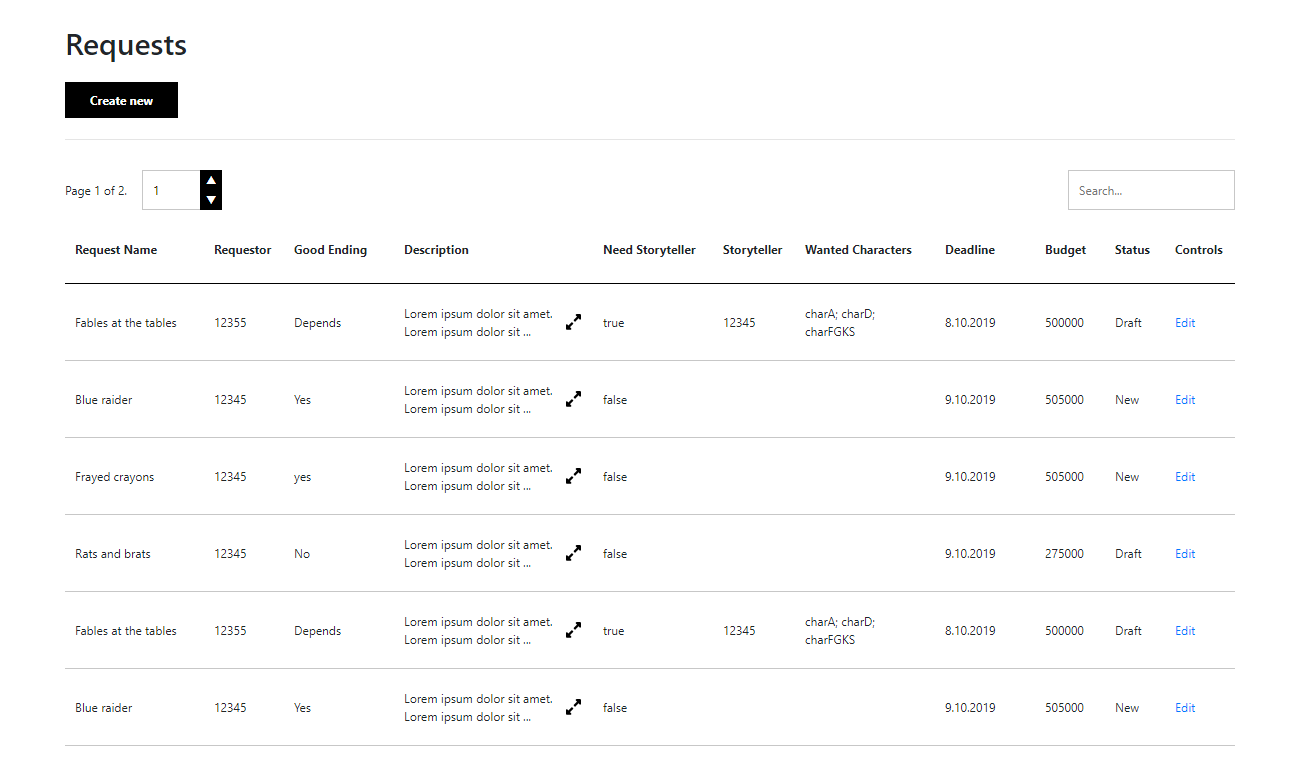 Requests
Create new
Page 1 of 2. 1 Search...
Request Name Requestor Good Ending Description Need Storyteller Storyteller Wanted Characters Deadline Budget Status Controls
Fables at the tables 12355 Depends Lorem ipsum dolor sit amet. true 12345 charA; charD; 8.10.2019 500000 Draft Edit
Lorem ipsum dolor sit ... charFGKS
Blue raider 12345 Yes Lorem ipsum dolor sit amet. false 9.10.2019 505000 New Edit
Lorem ipsum dolor sit ...
Frayed crayons 12345 yes Lorem ipsum dolor sit amet. false 9.10.2019 505000 New Edit
Lorem ipsum dolor sit ...
Rats and brats 12345 No Lorem ipsum dolor sit amet. false 9.10.2019 275000 Draft Edit
Lorem ipsum dolor sit ...
Fables at the tables 12355 Depends Lorem ipsum dolor sit amet. true 12345 charA; charD; 8.10.2019 500000 Draft Edit
Lorem ipsum dolor sit ... charFGKS
Blue raider 12345 Yes Lorem ipsum dolor sit amet. false 9.10.2019 505000 New Edit
Lorem ipsum dolor sit ...